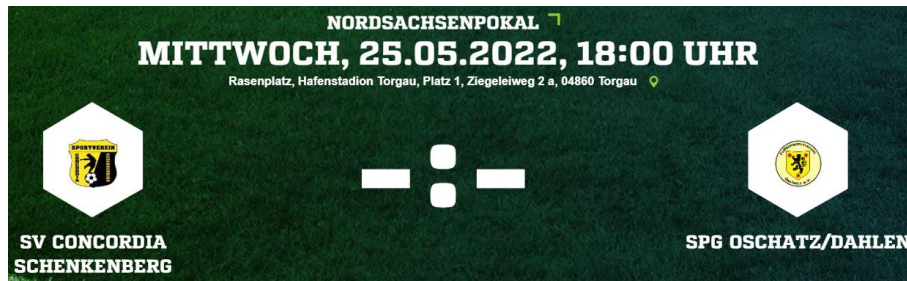 NORDSACHSENPOKAL
MITTWOCH, 25.05.2022, 18:00 UHR
Rasenplatz, Hafenstadion Torgau, Platz 1, Ziegeleiweg 2 a, 04860 Torgau
SPORTVEREIN
- : -
SV CONCORDIA
SCHENKENBERG
SPG OSCHATZ/DAHLEN